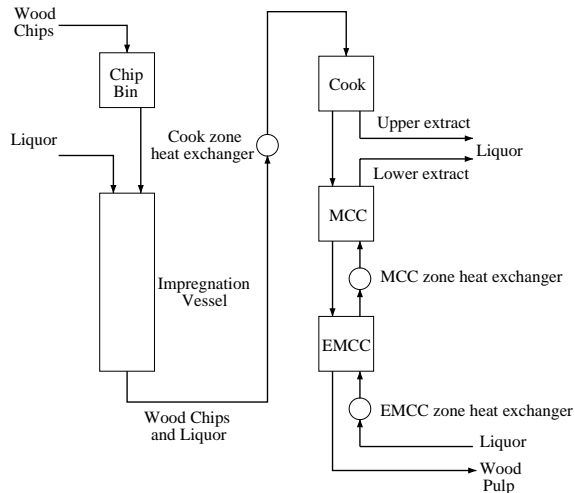 Wood
Chips
Chip
Bin
Liquor
Impregnation
Vessel
Wood Chips
and Liquor
Cook zone
heat exchanger
Cook
Upper extract
Liquor
Lower extract
MCC
MCC zone heat exchanger
EMCC
EMCC zone heat exchanger
Liquor
Wood
Pulp